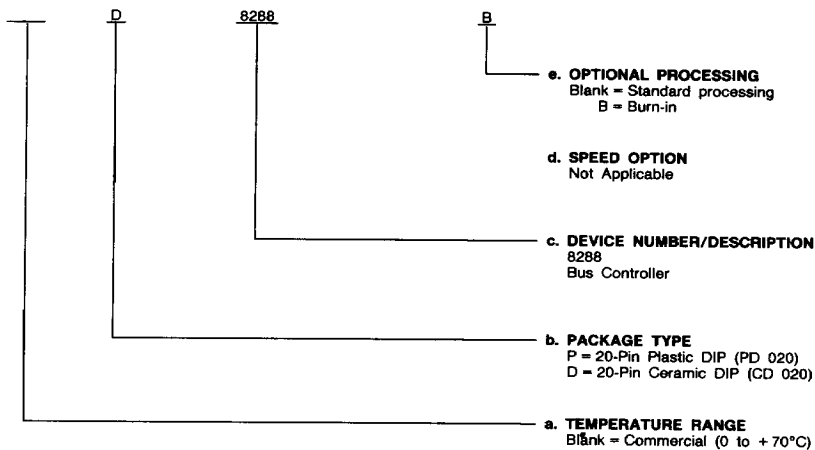 D 8288 B
e. OPTIONAL PROCESSING
Blank = Standard processing
B = Burn-in
d. SPEED OPTION
Not Applicable
c. DEVICE NUMBER/DESCRIPTION
8288
Bus Controller
b. PACKAGE TYPE
P = 20-Pin Plastic DIP (PD 020)
D = 20-Pin Ceramic DIP (CD 020)
a. TEMPERATURE RANGE
Blank = Commercial (0 to + 70°C)